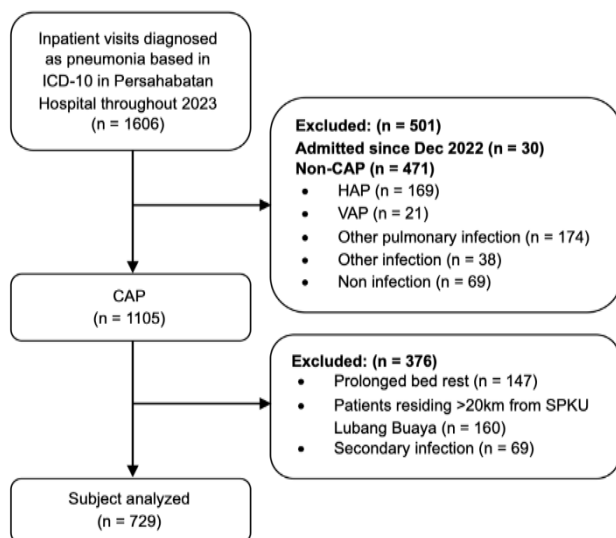 Inpatient visits diagnosed
as pneumonia based in
ICD-10 in Persahabatan
Hospital throughout 2023
(n = 1606)
Excluded: (n = 501)
Admitted since Dec 2022 (n = 30)
Non-CAP (n = 471)
• HAP (n = 169)
• VAP (n = 21)
• Other pulmonary infection (n = 174)
• Other infection (n = 38)
• Non infection (n = 69)
CAP
(n = 1105)
Excluded: (n = 376)
• Prolonged bed rest (n = 147)
• Patients residing >20km from SPKU
Lubang Buaya (n = 160)
• Secondary infection (n = 69)
Subject analyzed
(n = 729)